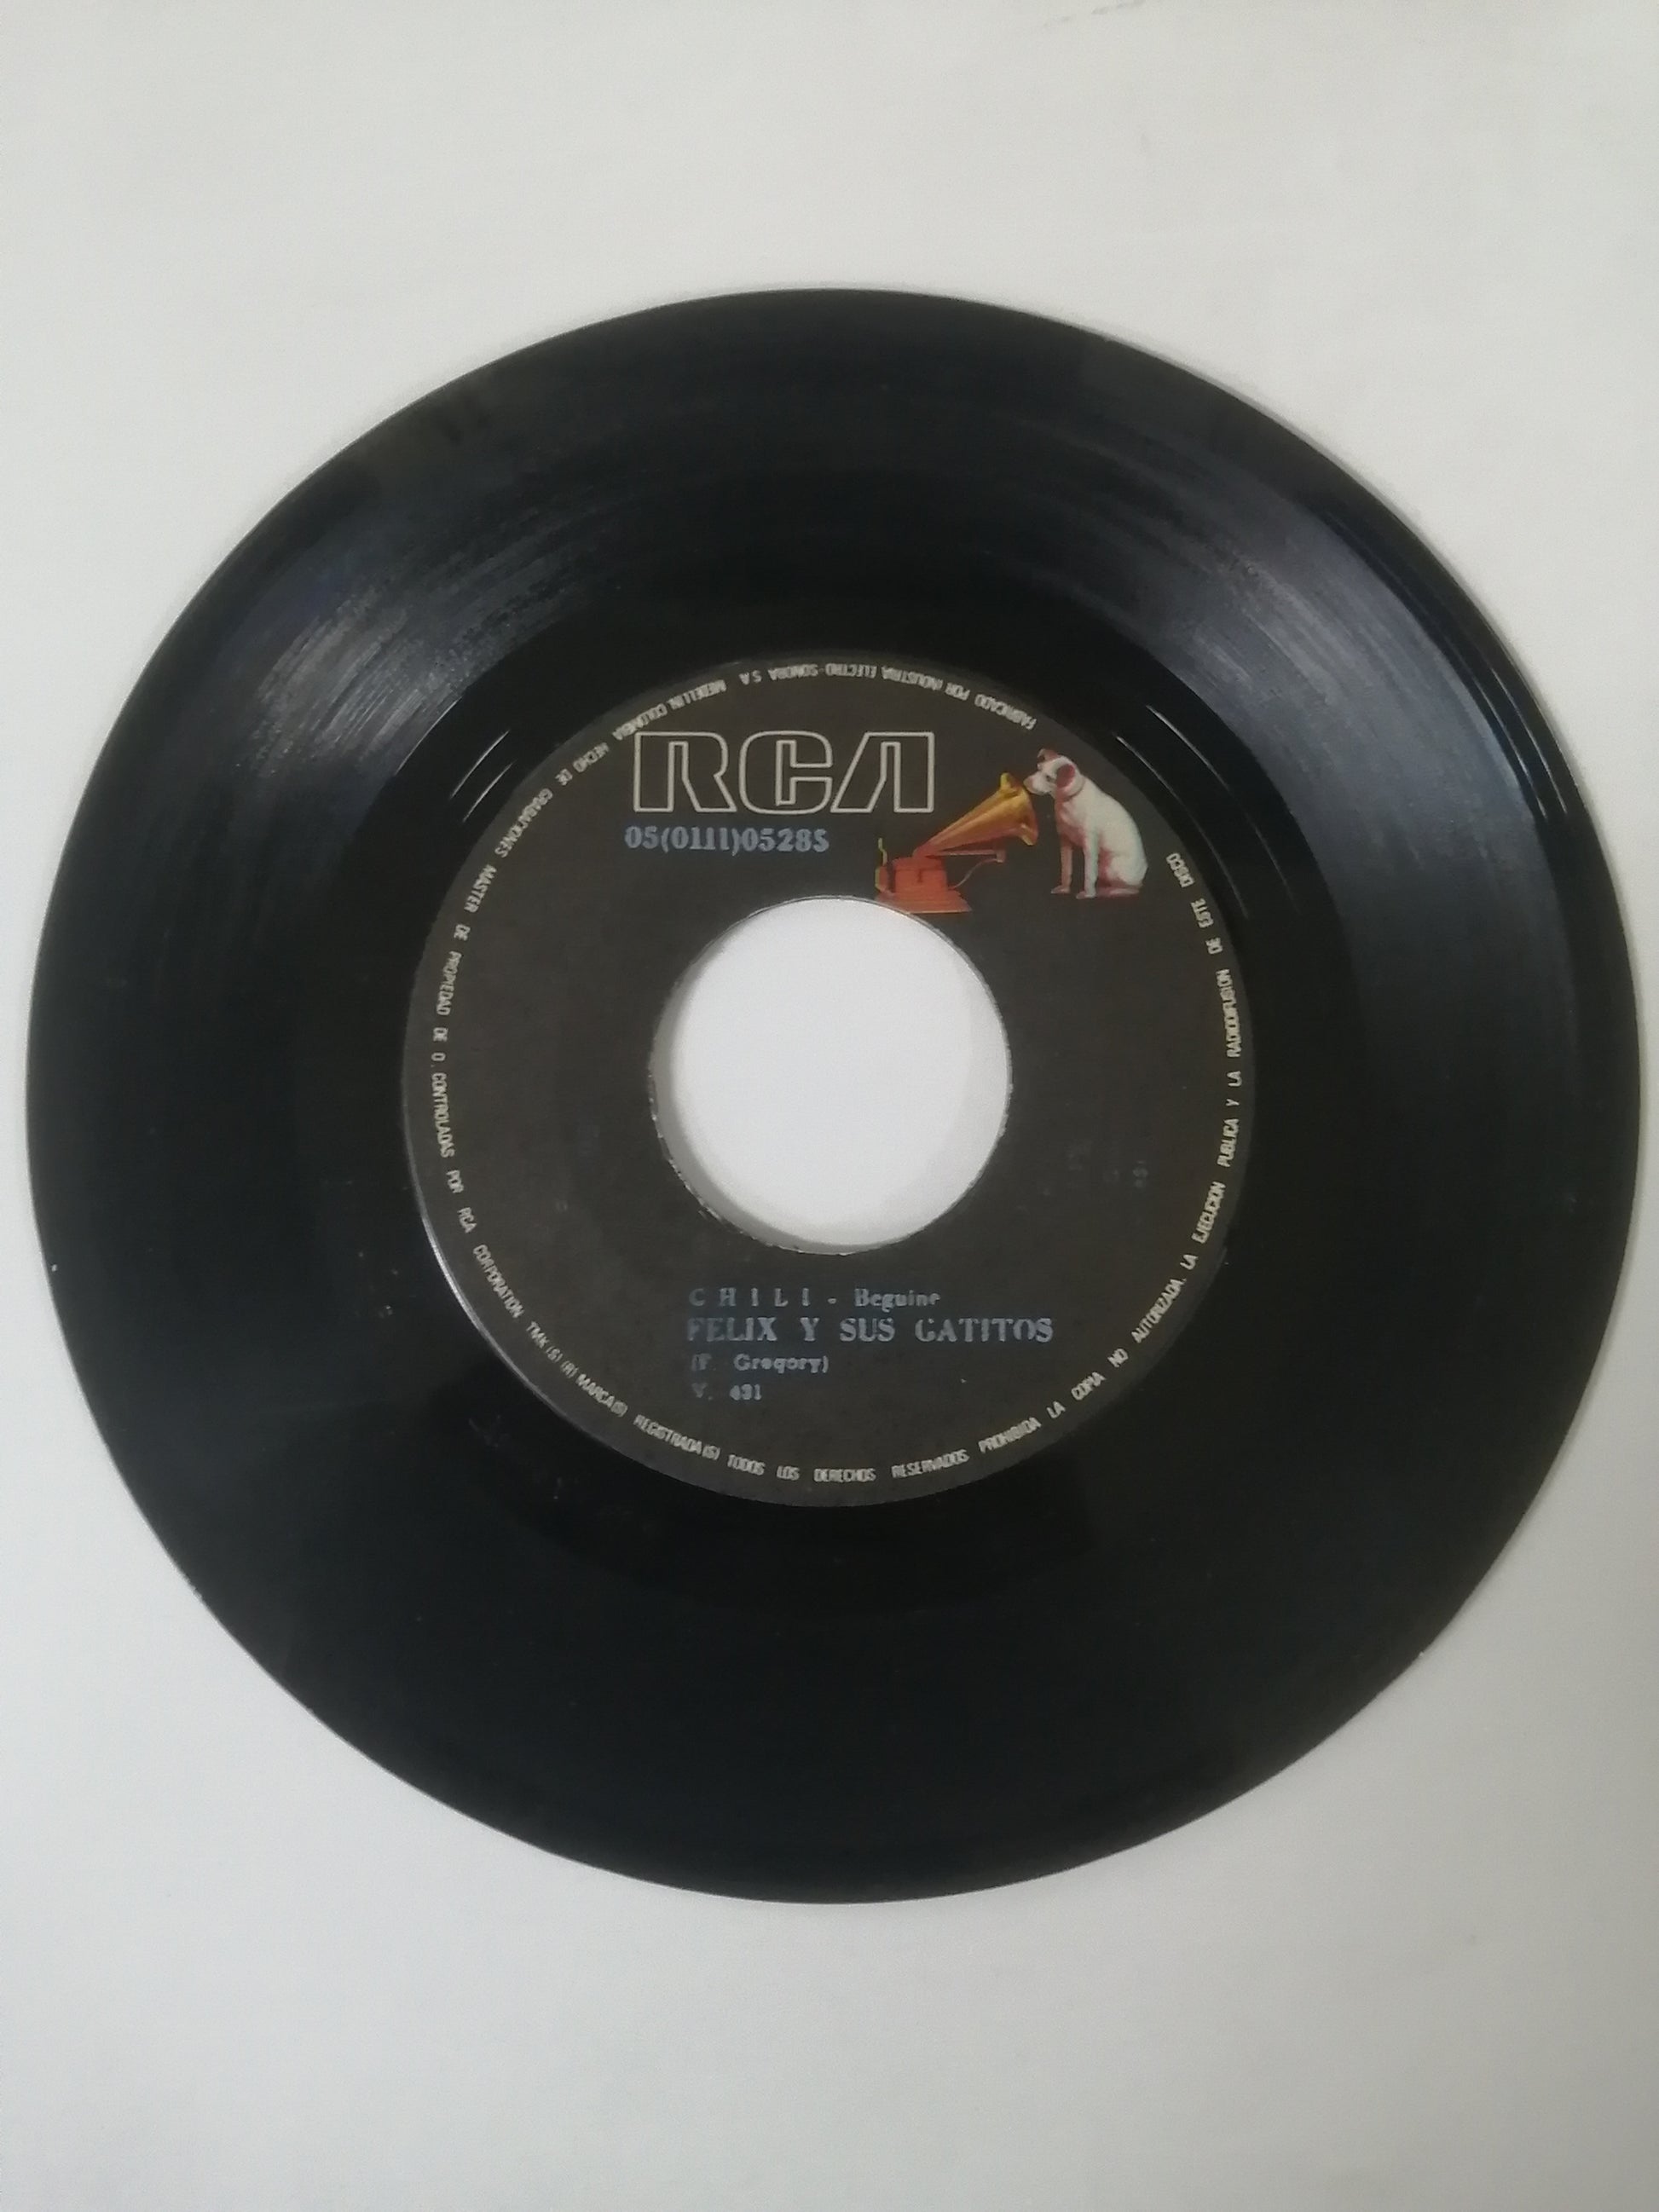 RCA
05(0111)05285
C H I L I - Beguine
FELIX Y SUS GATITOS
(F. Gregory)
V. 431
FABRICADO POR INDUSTRIA ELECTRO-SONORA S.A. MEDELLIN, COLOMBIA HECHO DE GRABACIONES MASTER DE PROPIEDAD DE O CONTROLADAS POR RCA CORPORATION TMK(S) (R) MARCA(S) REGISTRADA(S) TODOS LOS DERECHOS RESERVADOS PROHIBIDA LA COPIA NO AUTORIZADA, LA EJECUCION PUBLICA Y LA RADIODIFUSION DE ESTE DISCO